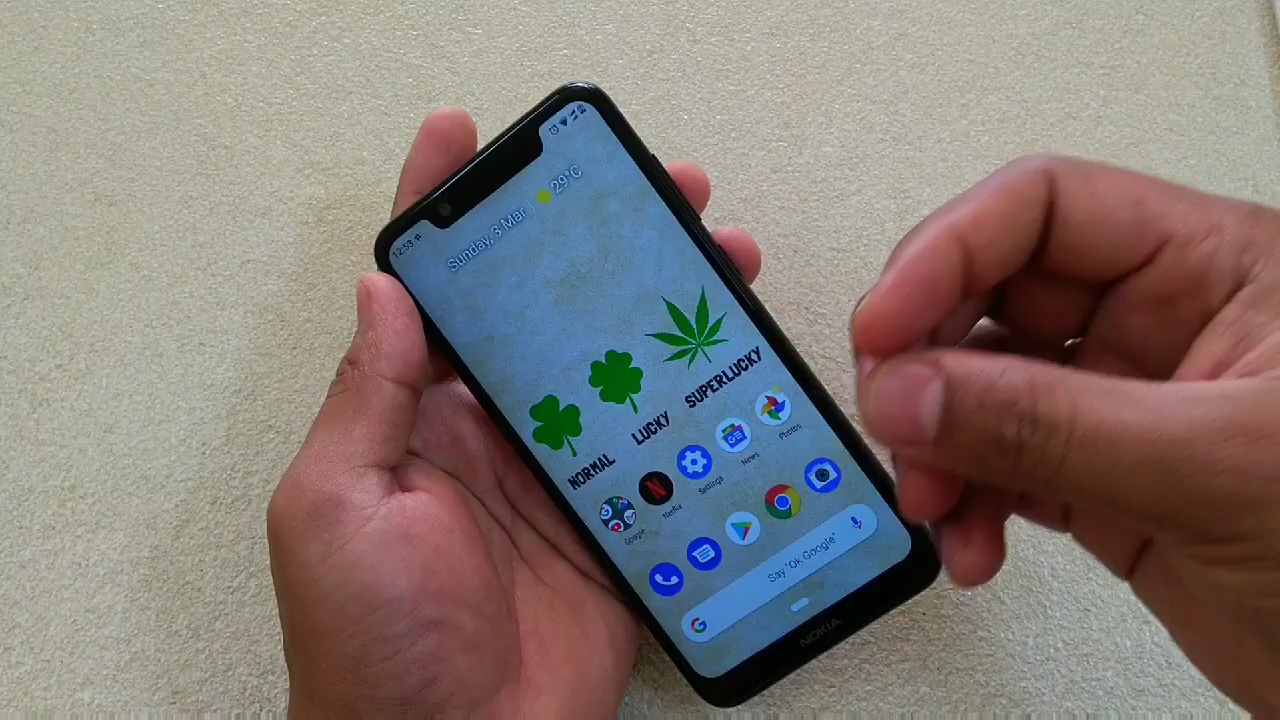 12:53
Sunday, 3 Mar | 29°C
NORMAL
LUCKY
SUPERLUCKY
Google
Netflix
Settings
News
Photos
Say "Ok Google"
NOKIA